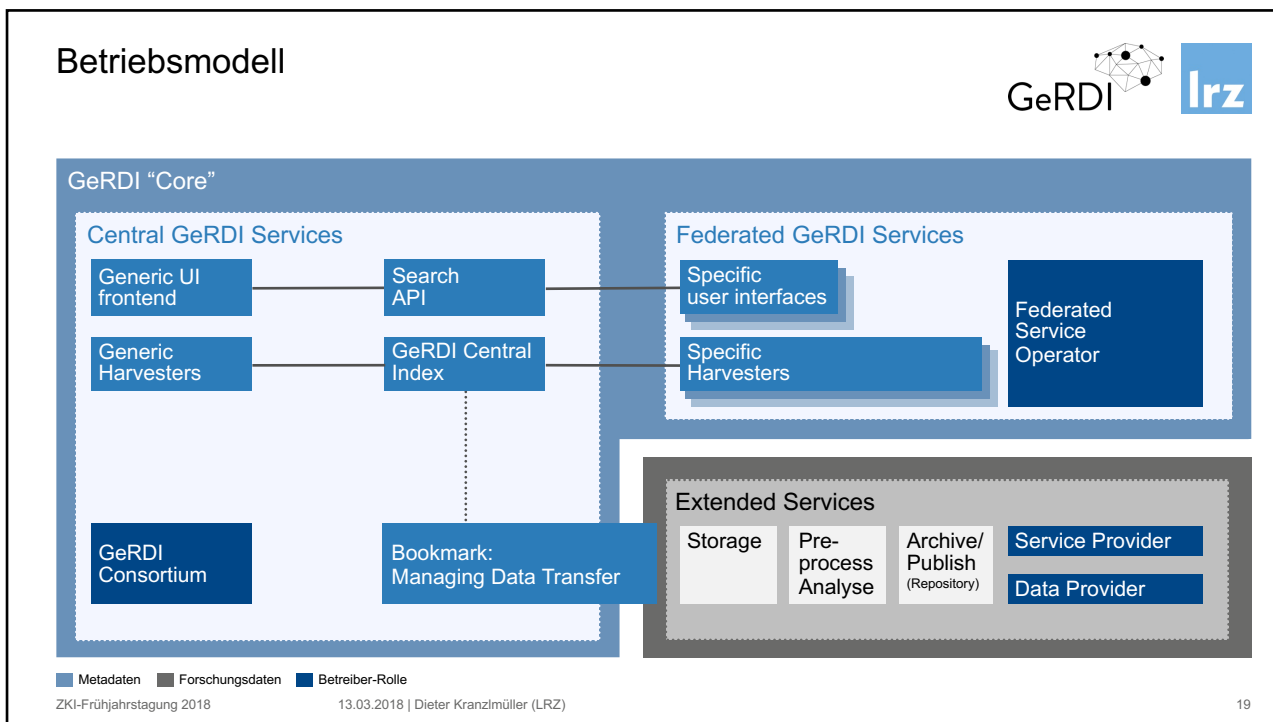 Betriebsmodell
GeRDI
lrz
GeRDI “Core”
Central GeRDI Services
Generic UI
frontend
Search
API
Generic
Harvesters
GeRDI Central
Index
GeRDI
Consortium
Bookmark:
Managing Data Transfer
Federated GeRDI Services
Specific
user interfaces
Specific
Harvesters
Federated
Service
Operator
Extended Services
Storage
Pre-
process
Analyse
Archive/
Publish
(Repository)
Service Provider
Data Provider
Metadaten
Forschungsdaten
Betreiber-Rolle
ZKI-Frühjahrstagung 2018
13.03.2018 | Dieter Kranzlmüller (LRZ)
19